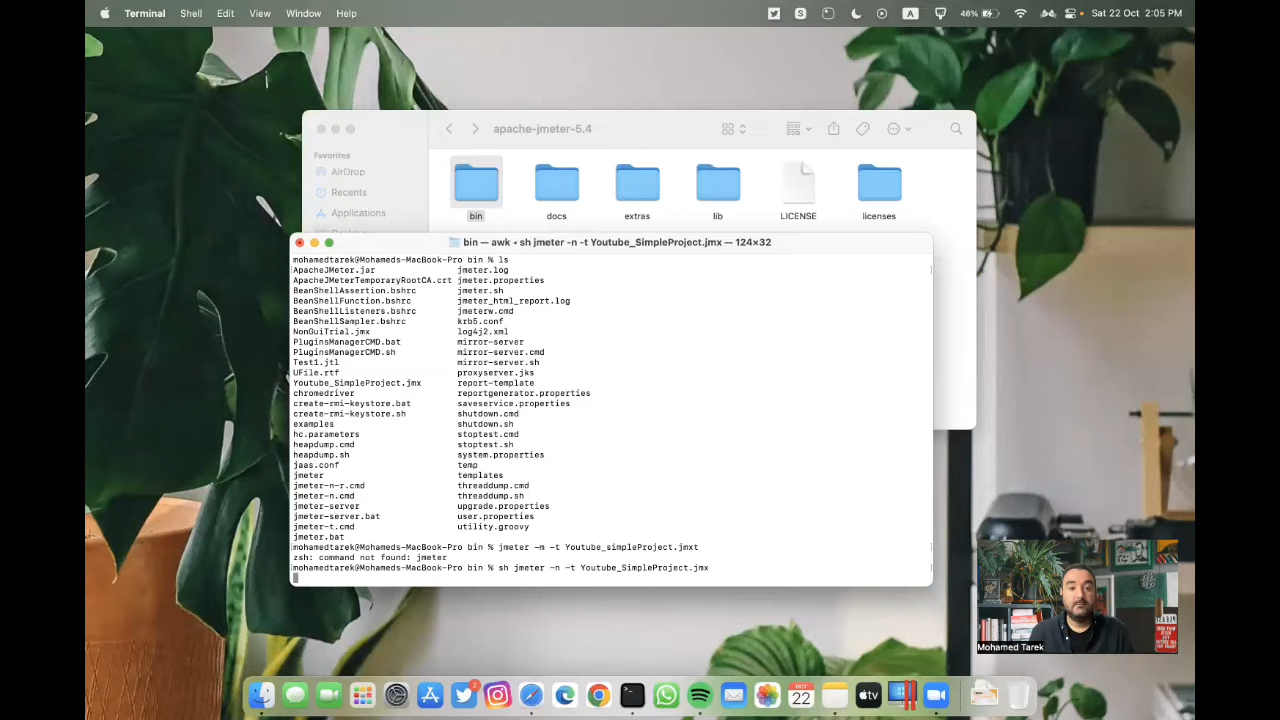 Terminal Shell Edit View Window Help
A 46% Sat 22 Oct 2:05 PM
apache-jmeter-5.4
Favorites
AirDrop
Recents
Applications
bin docs extras lib LICENSE licenses
bin — awk ◂ sh jmeter -n -t Youtube_SimpleProject.jmx — 124×32
mohamedtarek@Mohameds-MacBook-Pro bin % ls
ApacheJMeter.jar jmeter.log
ApacheJMeterTemporaryRootCA.crt jmeter.properties
BeanShellAssertion.bshrc jmeter.sh
BeanShellFunction.bshrc jmeter_html_report.log
BeanShellListeners.bshrc jmeterw.cmd
BeanShellSampler.bshrc krb5.conf
NonGuiTrial.jmx log4j2.xml
PluginsManagerCMD.bat mirror-server
PluginsManagerCMD.sh mirror-server.cmd
Test1.jtl mirror-server.sh
UFile.rtf proxyserver.jks
Youtube_SimpleProject.jmx report-template
chromedriver reportgenerator.properties
create-rmi-keystore.bat saveservice.properties
create-rmi-keystore.sh shutdown.cmd
examples shutdown.sh
hc.parameters stoptest.cmd
heapdump.cmd stoptest.sh
heapdump.sh system.properties
jaas.conf temp
jmeter templates
jmeter-n-r.cmd threaddump.cmd
jmeter-n.cmd threaddump.sh
jmeter-server upgrade.properties
jmeter-server.bat user.properties
jmeter-t.cmd utility.groovy
jmeter.bat
mohamedtarek@Mohameds-MacBook-Pro bin % jmeter -m -t Youtube_simpleProject.jmxt
zsh: command not found: jmeter
mohamedtarek@Mohameds-MacBook-Pro bin % sh jmeter -n -t Youtube_SimpleProject.jmx
Mohamed Tarek
OCT
22
tv